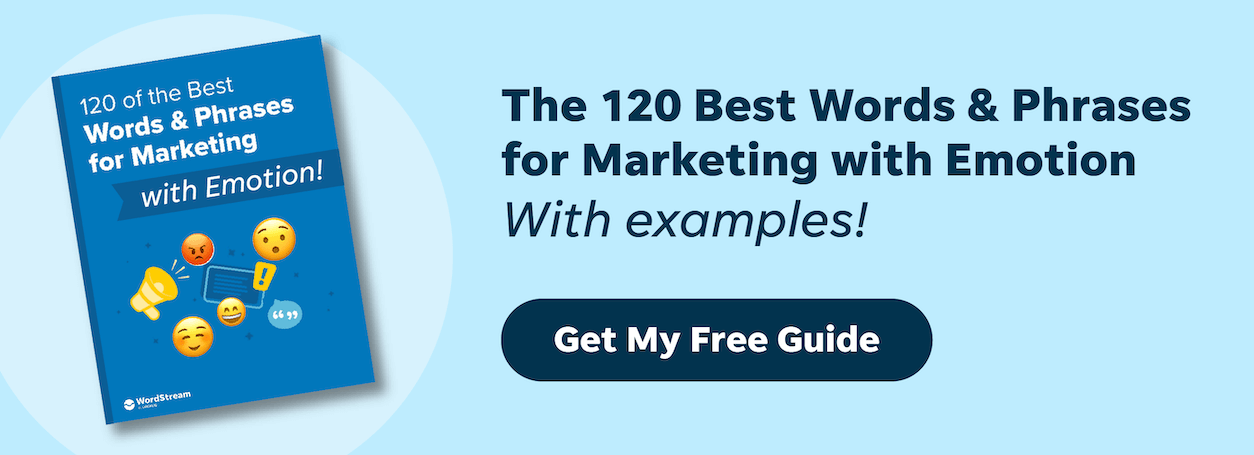 120 of the Best
Words & Phrases
for Marketing
with Emotion!
WordStream
The 120 Best Words & Phrases
for Marketing with Emotion
With examples!
Get My Free Guide